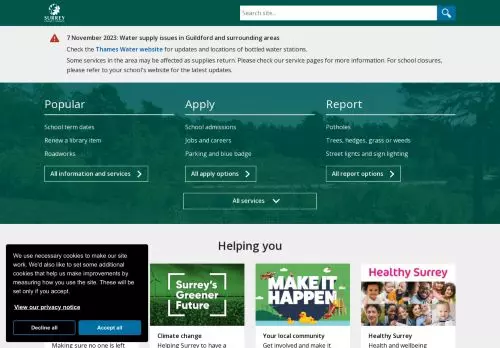 SURREY
Search site...
7 November 2023: Water supply issues in Guildford and surrounding areas
Check the Thames Water website for updates and locations of bottled water stations.
Some services in the area may be affected as supplies return. Please check our service pages for more information. For school closures,
please refer to your school's website for the latest updates.
Popular
Apply
Report
School term dates
School admissions
Potholes
Renew a library item
Jobs and careers
Trees, hedges, grass or weeds
Roadworks
Parking and blue badge
Street lights and sign lighting
All information and services
All apply options
All report options
All services
Helping you
We use necessary cookies to make our site
work. We'd also like to set some additional
cookies that help us make improvements by
measuring how you use the site. These will be
set only if you accept.
View our privacy notice
Decline all
Accept all
Surrey's
Greener
Future
MAKE IT
HAPPEN
Healthy Surrey
Climate change
Your local community
Healthy Surrey
Making sure no one is left
Helping Surrey to have a
Get involved and make it
Health and wellbeing